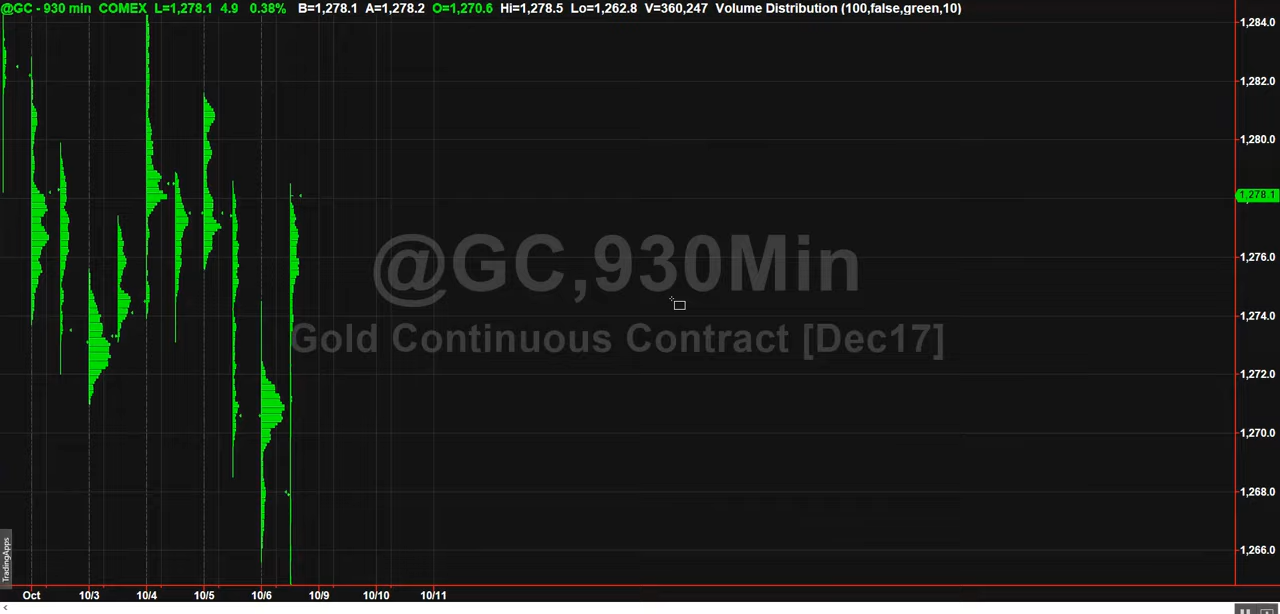 @GC - 930 min COMEX L=1,278.1 4.9 0.38% B=1,278.1 A=1,278.2 O=1,270.6 Hi=1,278.5 Lo=1,262.8 V=360,247 Volume Distribution (100,false,green,10)
1,284.0
1,282.0
1,280.0
1,278.1
@GC,930Min
1,276.0
1,274.0
Gold Continuous Contract [Dec17]
1,272.0
1,270.0
1,268.0
1,266.0
TradingApps
Oct 10/3 10/4 10/5 10/6 10/9 10/10 10/11